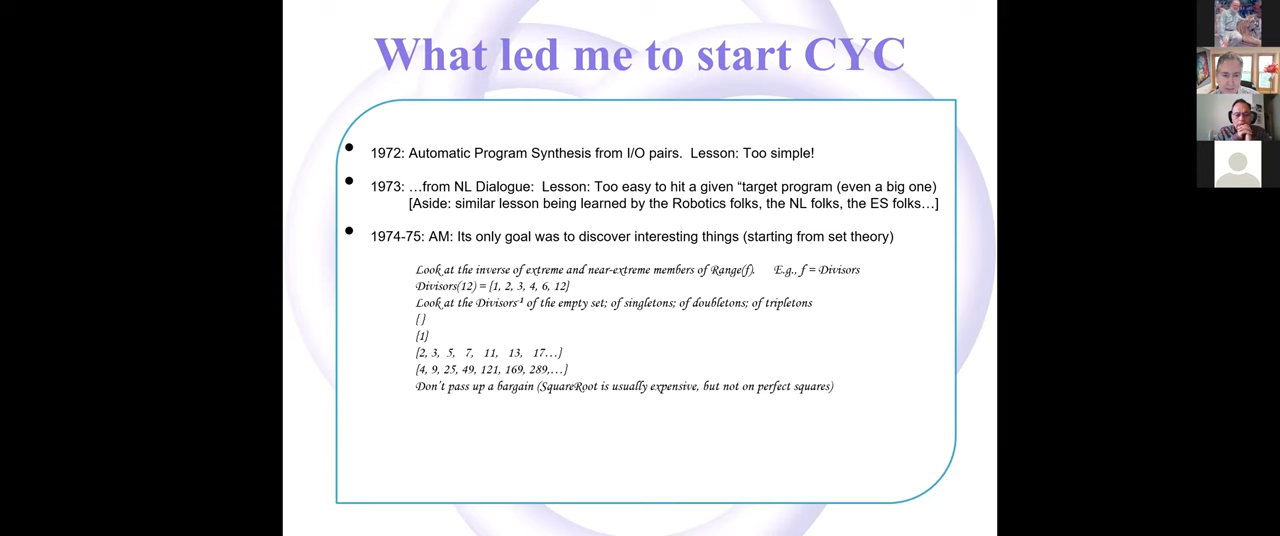 What led me to start CYC
• 1972: Automatic Program Synthesis from I/O pairs. Lesson: Too simple!
• 1973: …from NL Dialogue: Lesson: Too easy to hit a given “target program (even a big one)
[Aside: similar lesson being learned by the Robotics folks, the NL folks, the ES folks…]
• 1974-75: AM: Its only goal was to discover interesting things (starting from set theory)
Look at the inverse of extreme and near-extreme members of Range(f). E.g., f = Divisors
Divisors(12) = {1, 2, 3, 4, 6, 12}
Look at the Divisors⁻¹ of the empty set; of singletons; of doubletons; of tripletons
{ }
{1}
{2, 3, 5, 7, 11, 13, 17…}
{4, 9, 25, 49, 121, 169, 289,…}
Don’t pass up a bargain (SquareRoot is usually expensive, but not on perfect squares)